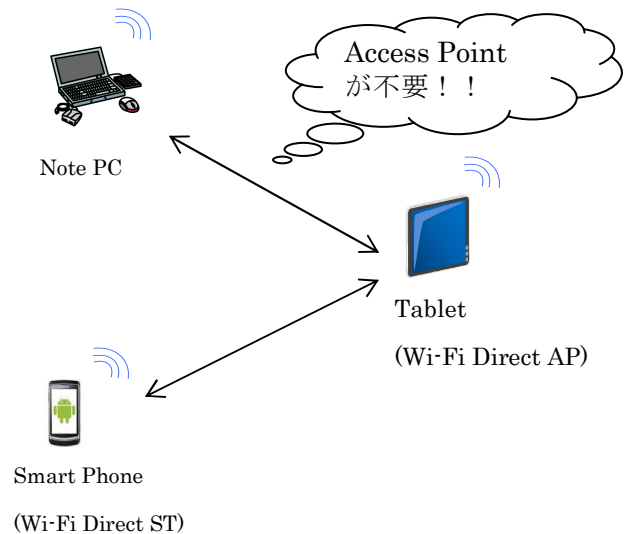 Access Point
が不要！！
Note PC
Tablet
(Wi-Fi Direct AP)
Smart Phone
(Wi-Fi Direct ST)